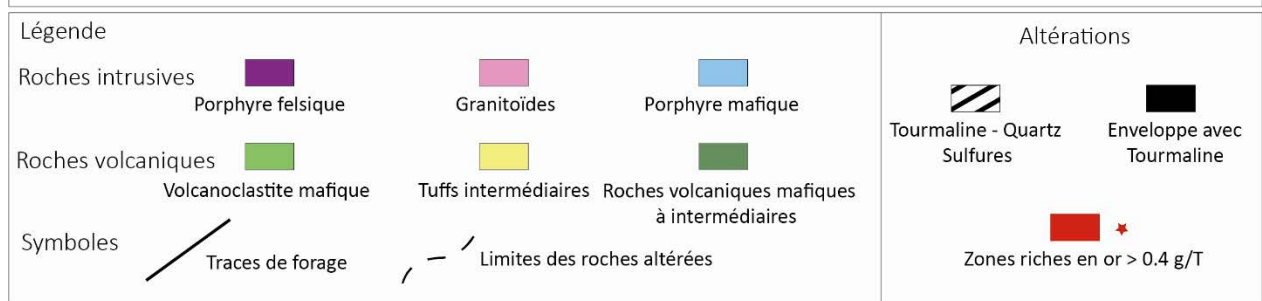 Légende
Roches intrusives
Porphyre felsique
Granitoïdes
Porphyre mafique
Roches volcaniques
Volcanoclastite mafique
Tuffs intermédiaires
Roches volcaniques mafiques
à intermédiaires
Symboles
Traces de forage
Limites des roches altérées
Altérations
Tourmaline - Quartz
Sulfures
Enveloppe avec
Tourmaline
Zones riches en or > 0.4 g/T